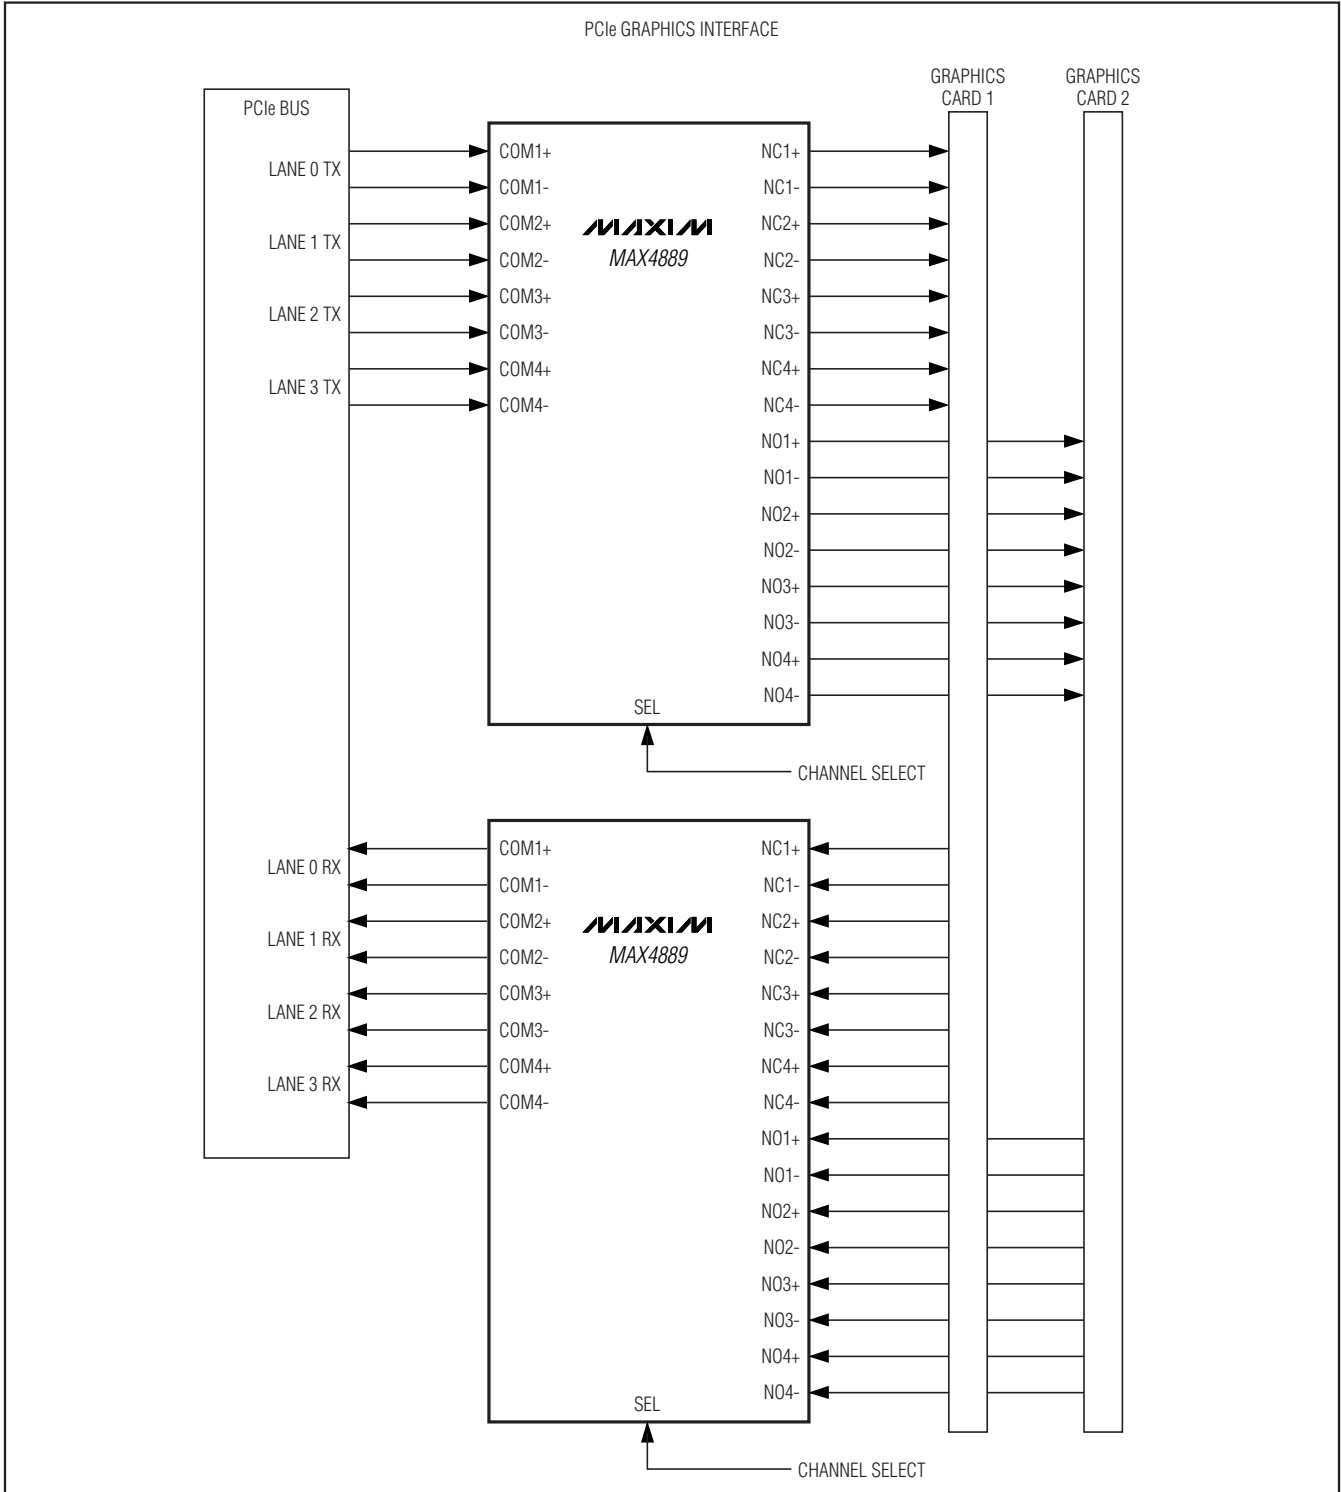 PCIe GRAPHICS INTERFACE
GRAPHICS
CARD 1
GRAPHICS
CARD 2
PCIe BUS
LANE 0 TX
LANE 1 TX
LANE 2 TX
LANE 3 TX
COM1+
COM1-
COM2+
COM2-
COM3+
COM3-
COM4+
COM4-
MAXIM
MAX4889
NC1+
NC1-
NC2+
NC2-
NC3+
NC3-
NC4+
NC4-
NO1+
NO1-
NO2+
NO2-
NO3+
NO3-
NO4+
NO4-
SEL
CHANNEL SELECT
LANE 0 RX
LANE 1 RX
LANE 2 RX
LANE 3 RX
COM1+
COM1-
COM2+
COM2-
COM3+
COM3-
COM4+
COM4-
MAXIM
MAX4889
NC1+
NC1-
NC2+
NC2-
NC3+
NC3-
NC4+
NC4-
NO1+
NO1-
NO2+
NO2-
NO3+
NO3-
NO4+
NO4-
SEL
CHANNEL SELECT